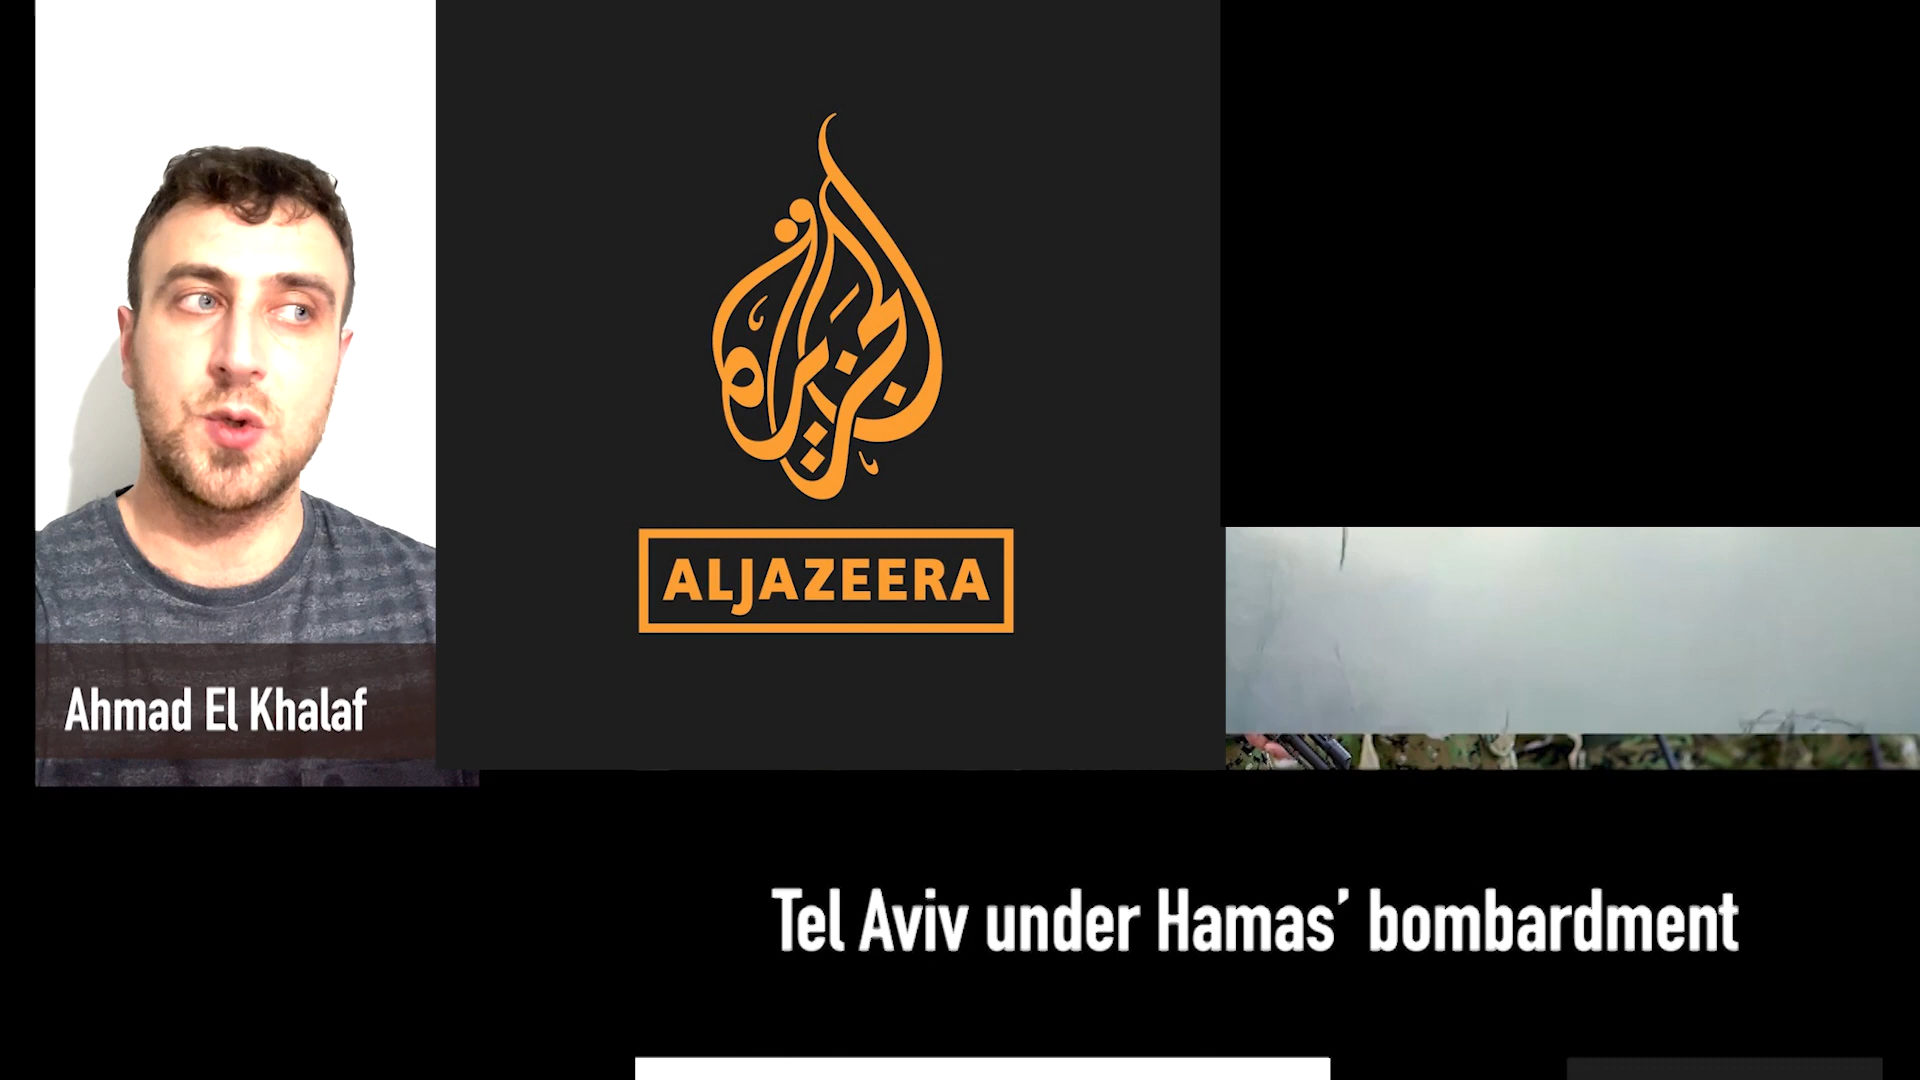 Ahmad El Khalaf
الجزيرة
ALJAZEERA
Tel Aviv under Hamas' bombardment